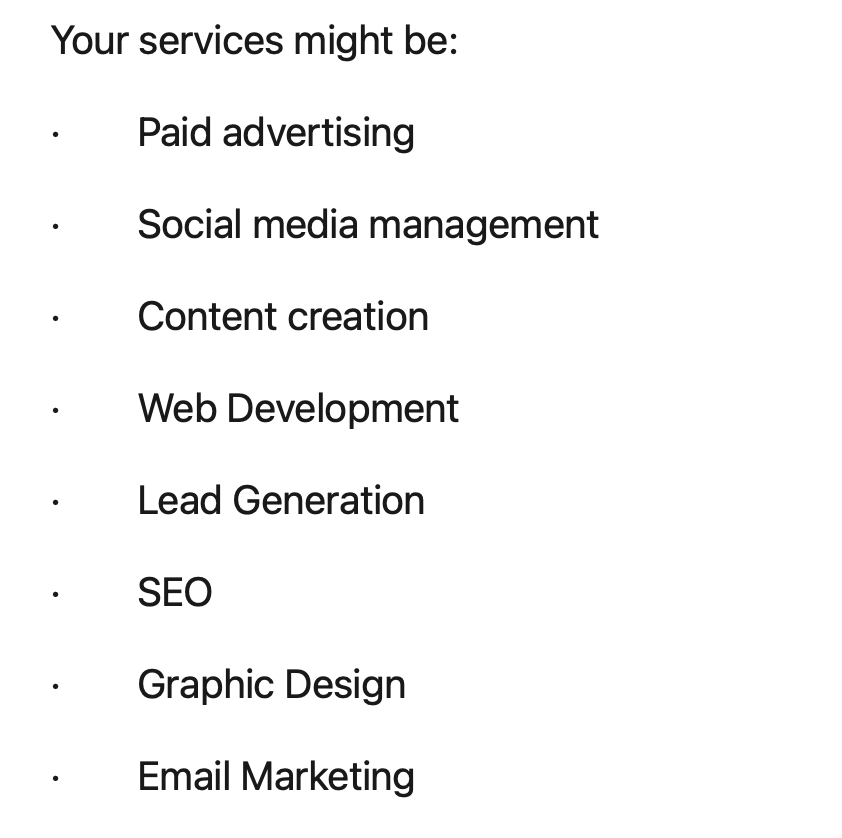 Your services might be:
· Paid advertising
· Social media management
· Content creation
· Web Development
· Lead Generation
· SEO
· Graphic Design
· Email Marketing